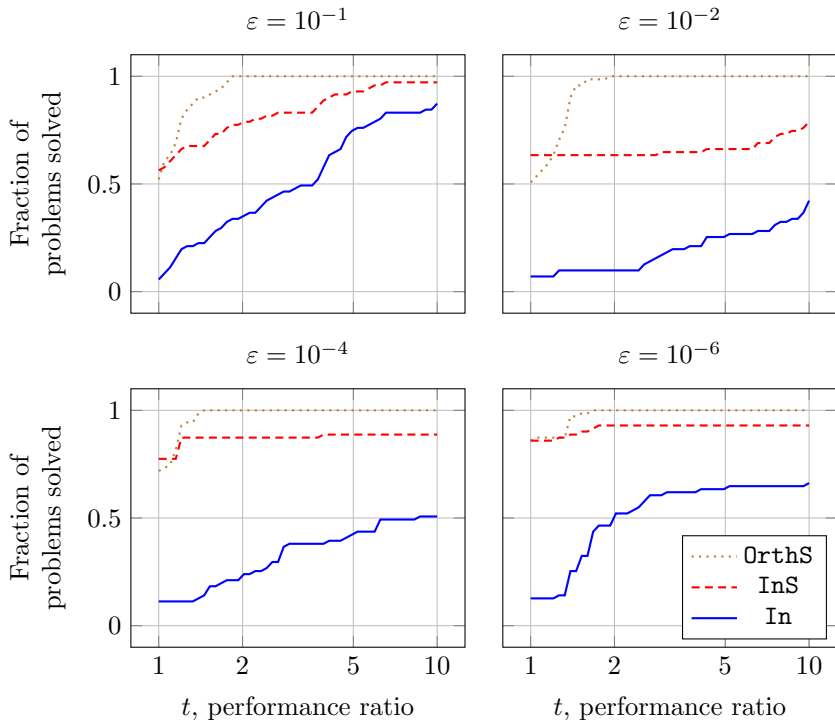 ε = 10⁻¹
ε = 10⁻²
Fraction of
problems solved
1
0.5
0
ε = 10⁻⁴
ε = 10⁻⁶
Fraction of
problems solved
1
0.5
0
OrthS
InS
In
1 2 5 10
1 2 5 10
t, performance ratio
t, performance ratio